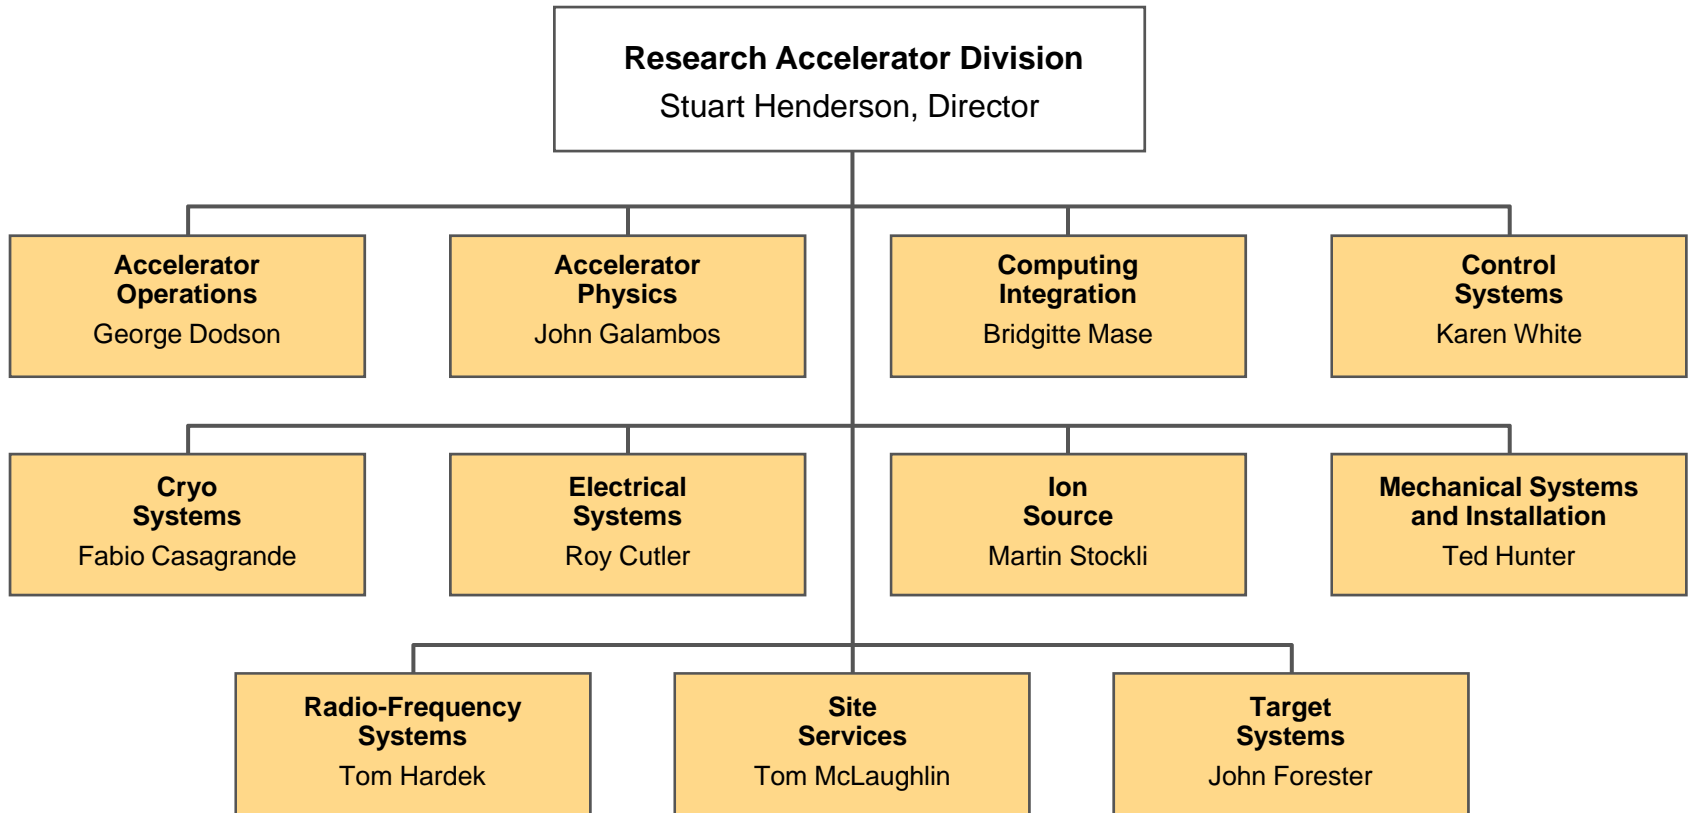 Research Accelerator Division
Stuart Henderson, Director
Accelerator
Operations
George Dodson
Accelerator
Physics
John Galambos
Computing
Integration
Bridgitte Mase
Control
Systems
Karen White
Cryo
Systems
Fabio Casagrande
Electrical
Systems
Roy Cutler
Ion
Source
Martin Stockli
Mechanical Systems
and Installation
Ted Hunter
Radio-Frequency
Systems
Tom Hardek
Site
Services
Tom McLaughlin
Target
Systems
John Forester